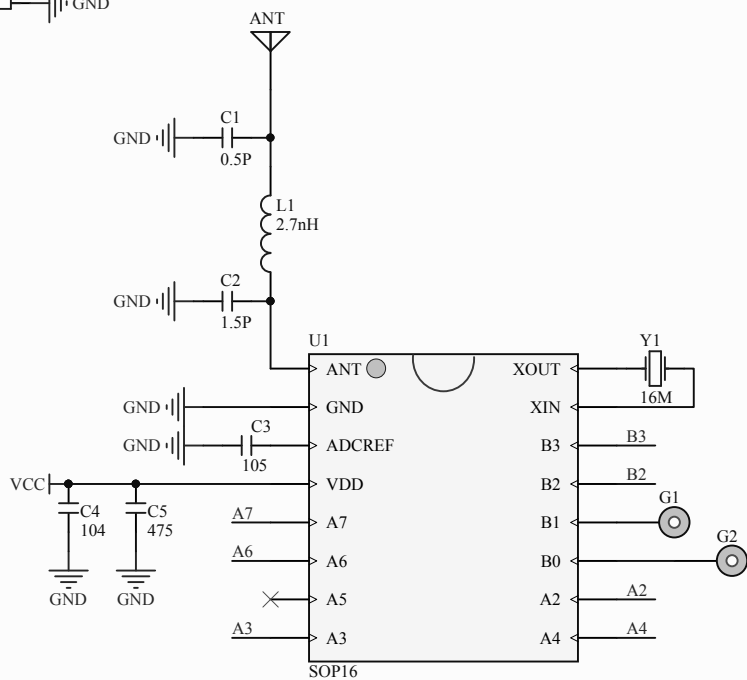 GND
ANT
C1
GND
0.5P
L1
2.7nH
C2
GND
1.5P
U1
Y1
ANT
XOUT
16M
GND
GND
XIN
C3
GND
105
ADCREF
B3
B3
VCC
VDD
B2
B2
C4
104
C5
475
A7
A7
B1
G1
A6
A6
B0
G2
GND
GND
A5
A2
A2
A3
A3
A4
A4
SOP16